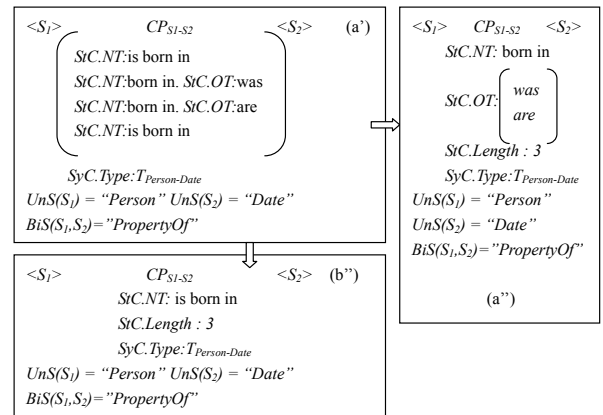 <S1> CPS1-S2 <S2> (a’)
StC.NT:is born in
StC.NT:born in. StC.OT:was
StC.NT:born in. StC.OT:are
StC.NT:is born in
SyC.Type:TPerson-Date
UnS(S1) = “Person” UnS(S2) = “Date”
BiS(S1,S2)=”PropertyOf”
<S1> CPS1-S2 <S2> (b’’)
StC.NT: is born in
StC.Length : 3
SyC.Type:TPerson-Date
UnS(S1) = “Person” UnS(S2) = “Date”
BiS(S1,S2)=”PropertyOf”
<S1> CPS1-S2 <S2>
StC.NT: born in
StC.OT: was
are
StC.Length : 3
SyC.Type:TPerson-Date
UnS(S1) = “Person”
UnS(S2) = “Date”
BiS(S1,S2)=”PropertyOf”
(a’’)